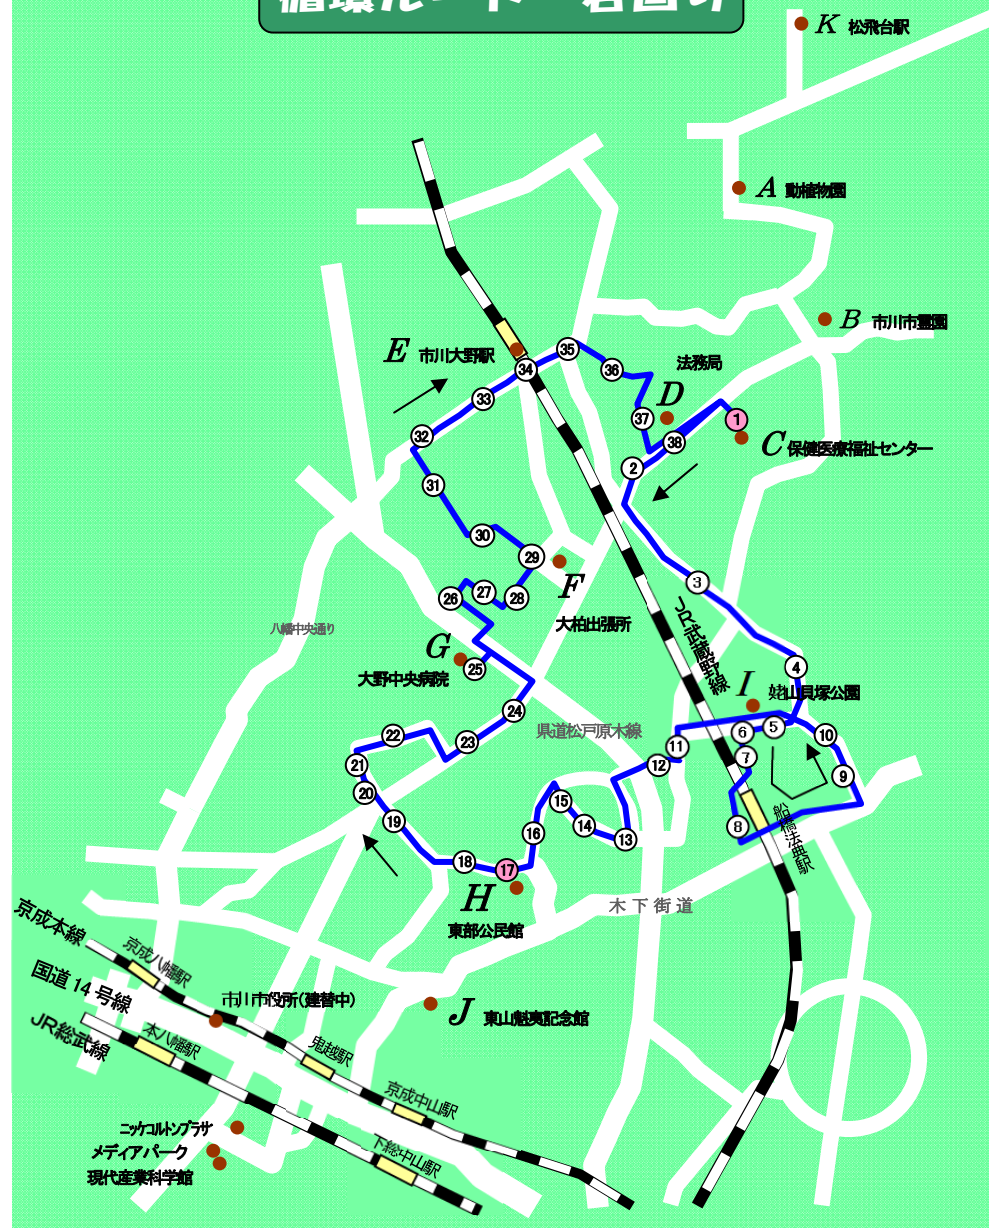 循環ルート 右回り
K 松飛台駅
A 動植物園
B 市川市霊園
E 市川大野駅
法務局
D
C 保健医療福祉センター
F
大柏出張所
八幡中央通り
G
大野中央病院
JR武蔵野線
I 姥山貝塚公園
県道松戸原木線
船橋法典駅
木下街道
H
東部公民館
J 東山魁夷記念館
京成本線
京成八幡駅
国道14号線
市川市役所(建替中)
JR総武線
本八幡駅
鬼越駅
京成中山駅
下総中山駅
ニッケコルトンプラザ
メディアパーク
現代産業科学館
1
2
3
4
5
6
7
8
9
10
11
12
13
14
15
16
17
18
19
20
21
22
23
24
25
26
27
28
29
30
31
32
33
34
35
36
37
38